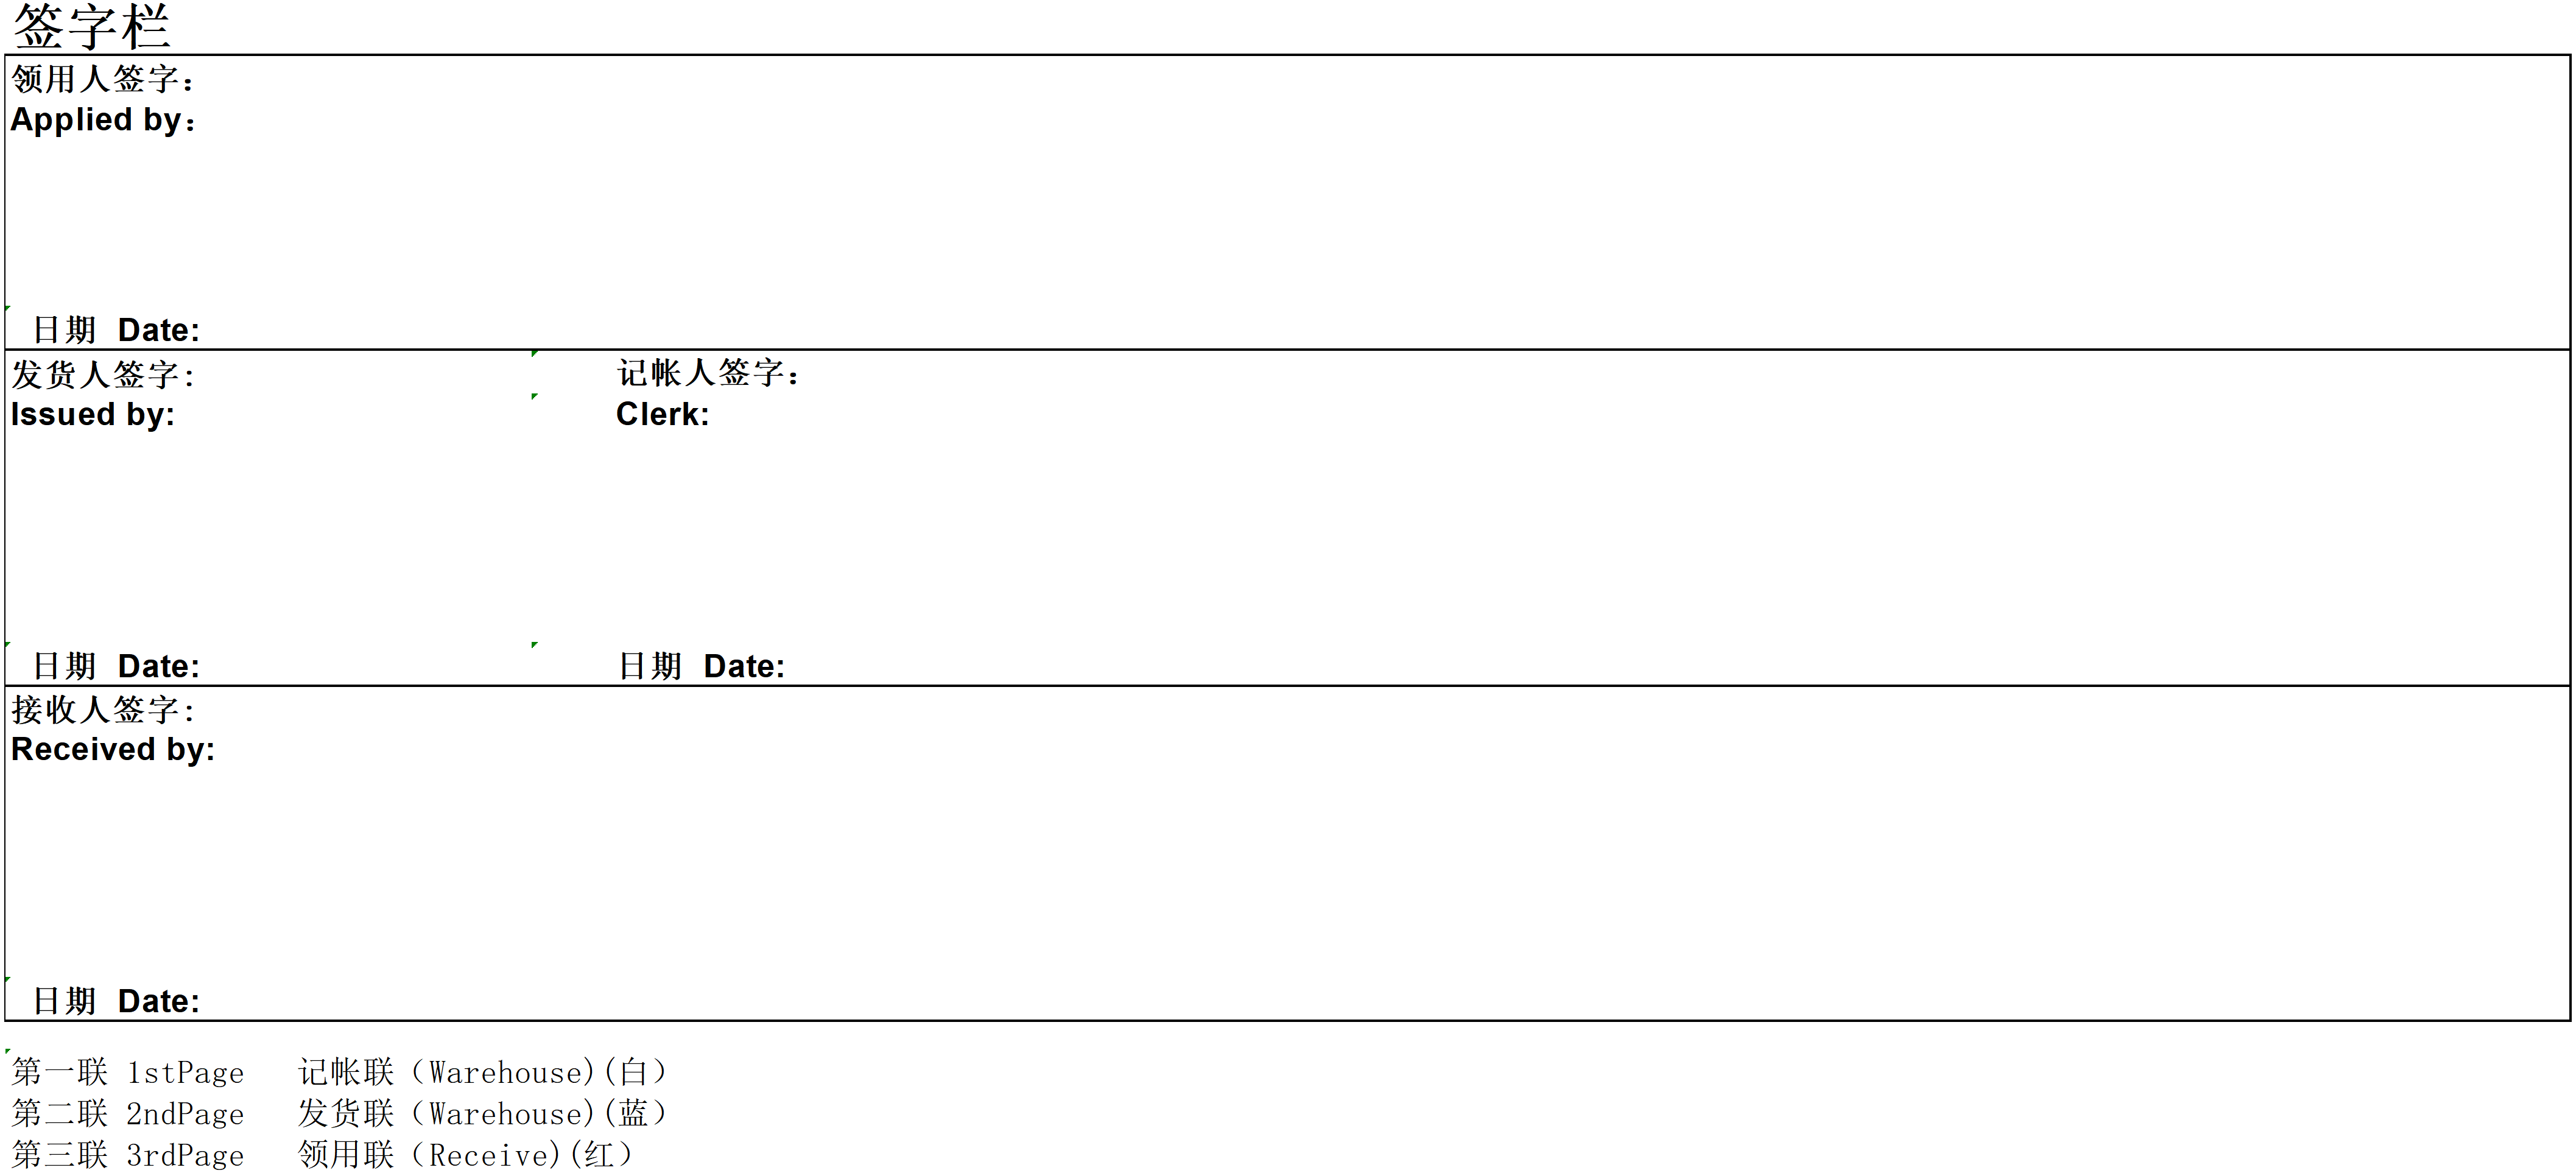 签字栏
领用人签字：
Applied by：
日期 Date:
发货人签字:
记帐人签字：
Issued by:
Clerk:
日期 Date:
日期 Date:
接收人签字:
Received by:
日期 Date:
第一联 1stPage 记帐联（Warehouse)(白）
第二联 2ndPage 发货联（Warehouse)(蓝）
第三联 3rdPage 领用联（Receive)(红）